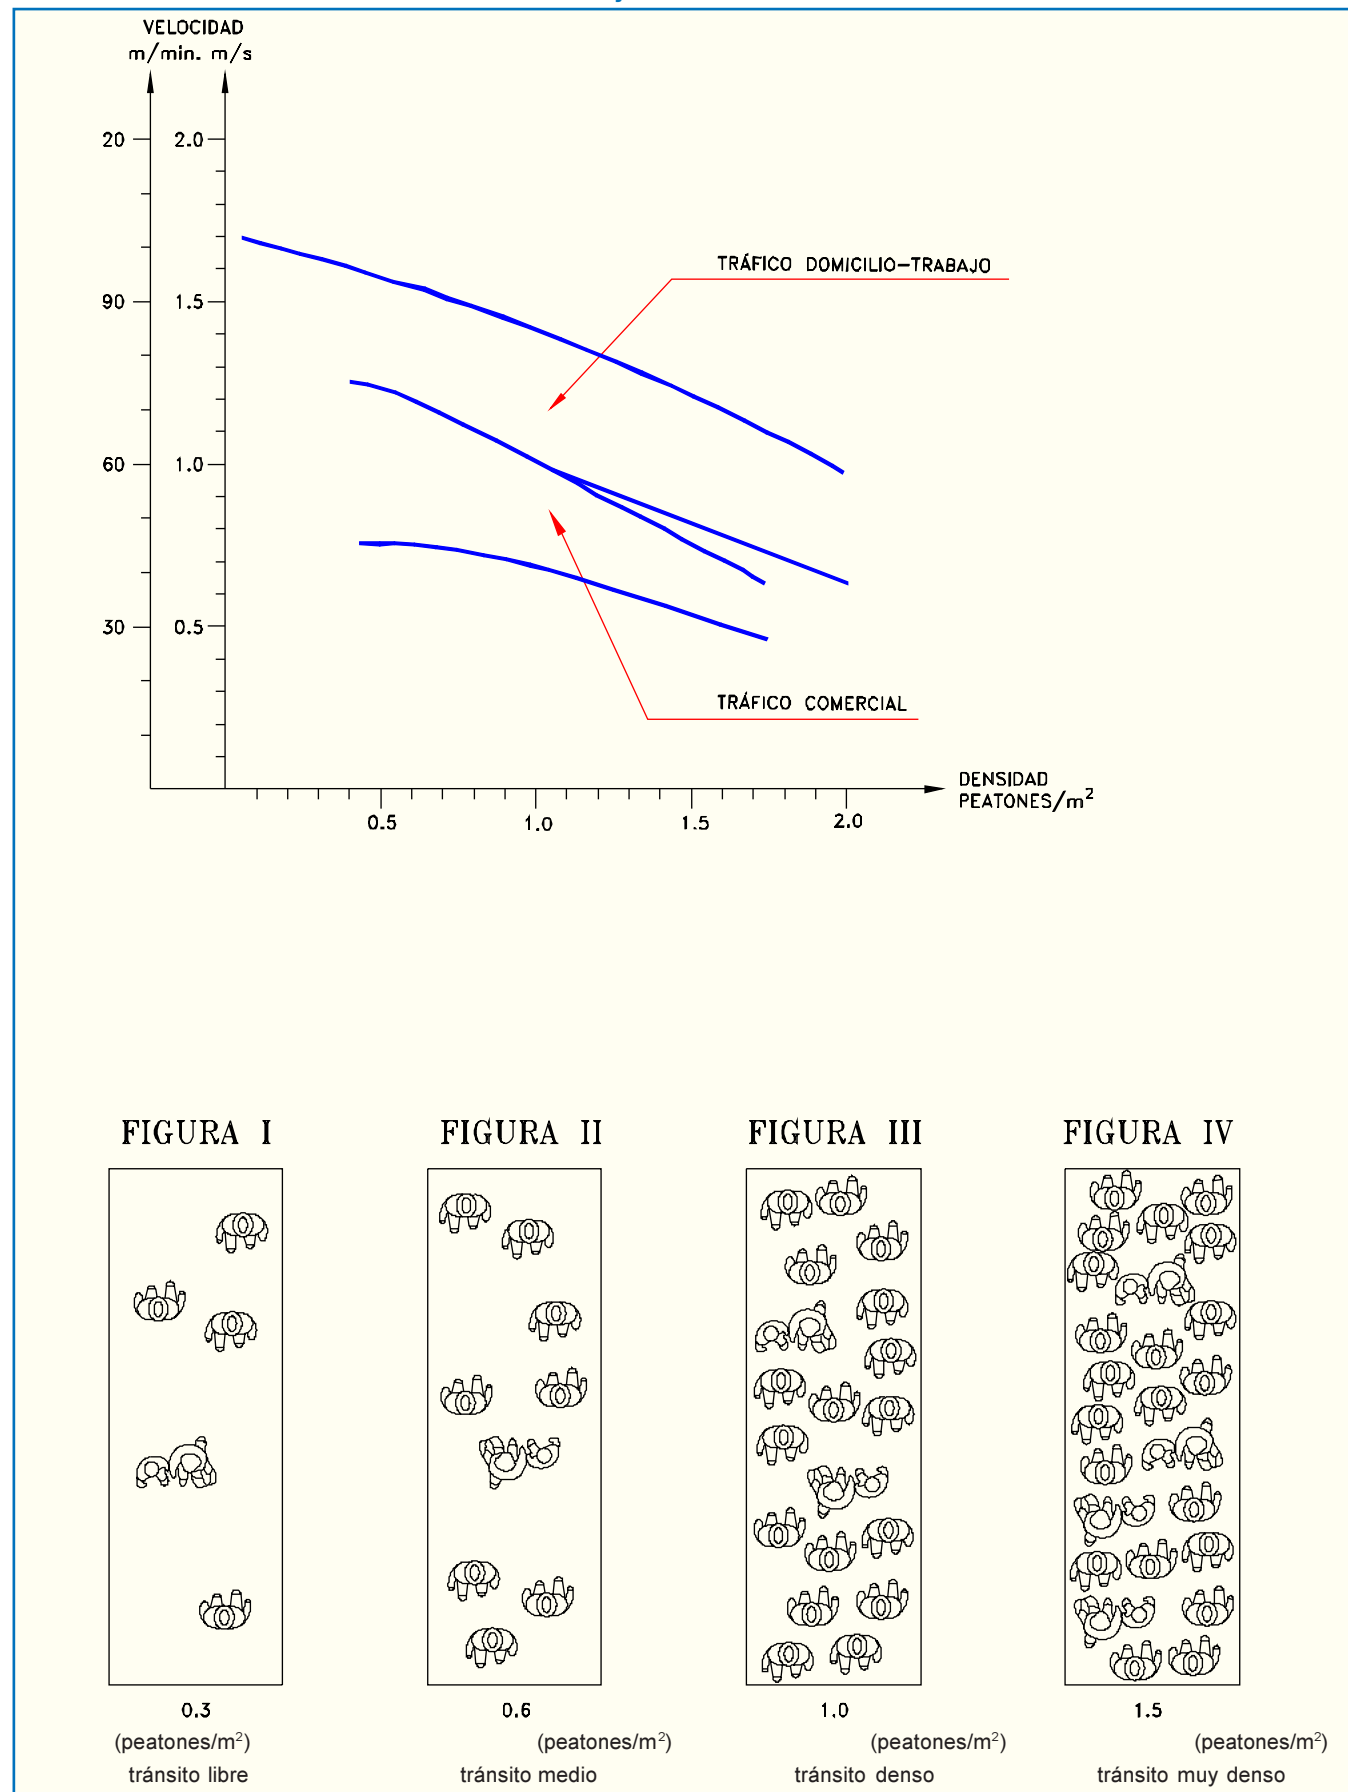 VELOCIDAD
m/min. m/s
20 2.0
90 1.5
60 1.0
30 0.5
TRÁFICO DOMICILIO-TRABAJO
TRÁFICO COMERCIAL
DENSIDAD
PEATONES/m²
0.5 1.0 1.5 2.0
FIGURA I FIGURA II FIGURA III FIGURA IV
0.3 0.6 1.0 1.5
(peatones/m²) (peatones/m²) (peatones/m²) (peatones/m²)
tránsito libre tránsito medio tránsito denso tránsito muy denso